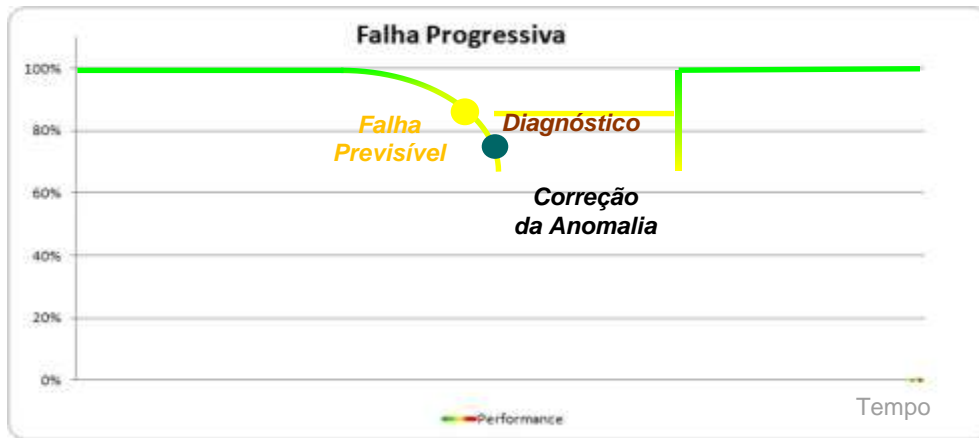 Falha Progressiva
100%
80%
60%
40%
20%
0%
Falha
Previsível
Diagnóstico
Correção
da Anomalia
Tempo
Performance